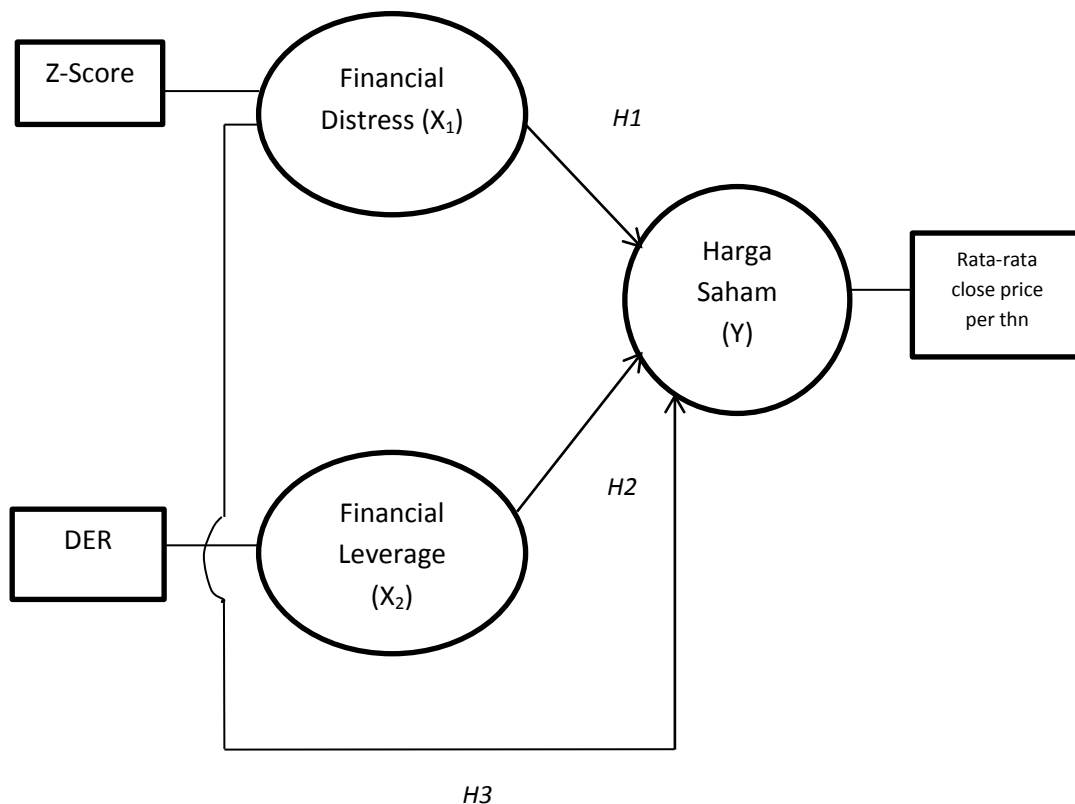 Z-Score
Financial
Distress (X₁)
H1
Harga
Saham
(Y)
Rata-rata
close price
per thn
H2
DER
Financial
Leverage
(X₂)
H3